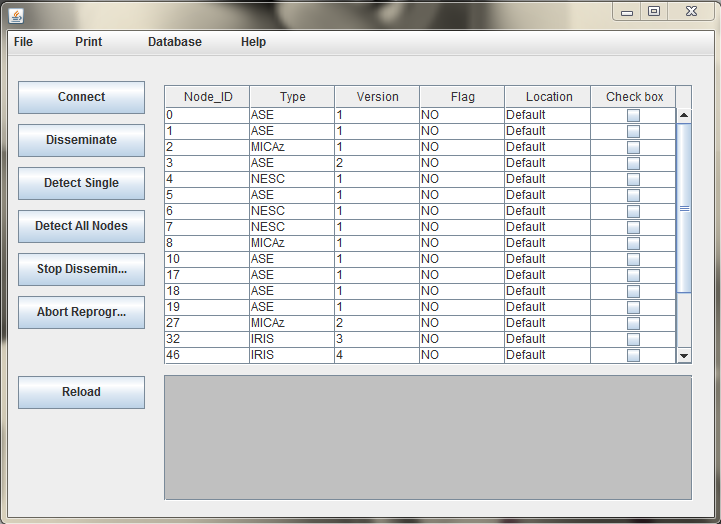 File Print Database Help
Connect
Disseminate
Detect Single
Detect All Nodes
Stop Dissemin...
Abort Reprogr...
Reload
Node_ID Type Version Flag Location Check box
0 ASE 1 NO Default
1 ASE 1 NO Default
2 MICAz 1 NO Default
3 ASE 2 NO Default
4 NESC 1 NO Default
5 ASE 1 NO Default
6 NESC 1 NO Default
7 NESC 1 NO Default
8 MICAz 1 NO Default
10 ASE 1 NO Default
17 ASE 1 NO Default
18 ASE 1 NO Default
19 ASE 1 NO Default
27 MICAz 2 NO Default
32 IRIS 3 NO Default
46 IRIS 4 NO Default